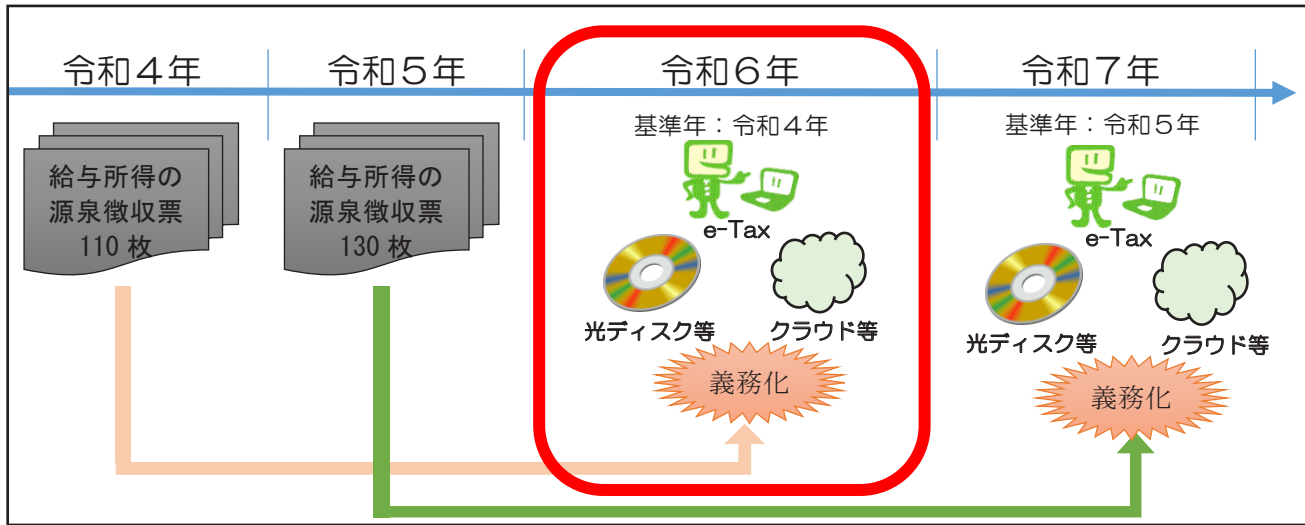 令和４年
令和５年
令和６年
令和７年
給与所得の
源泉徴収票
110 枚
給与所得の
源泉徴収票
130 枚
基準年：令和４年
e-Tax
光ディスク等
クラウド等
義務化
基準年：令和５年
e-Tax
光ディスク等
クラウド等
義務化